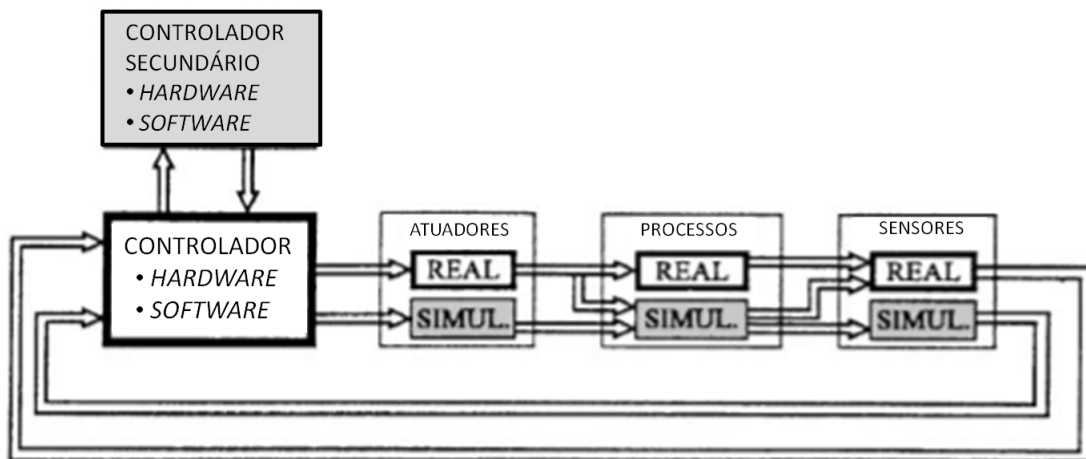 CONTROLADOR
SECUNDÁRIO
• HARDWARE
• SOFTWARE
CONTROLADOR
• HARDWARE
• SOFTWARE
ATUADORES
REAL
SIMUL.
PROCESSOS
REAL
SIMUL.
SENSORES
REAL
SIMUL.